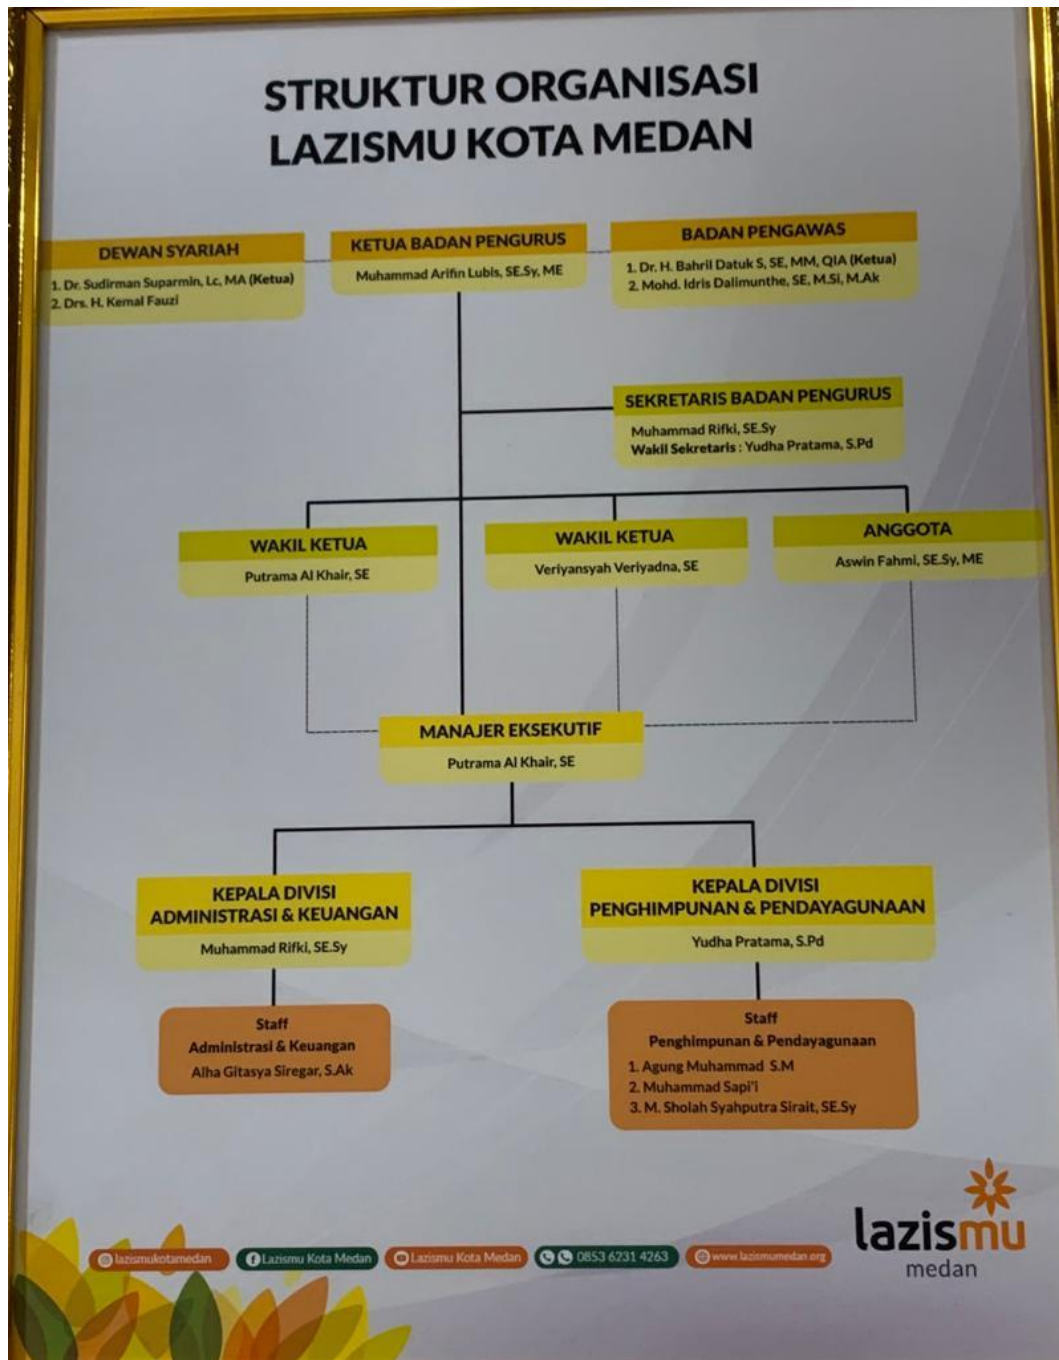 STRUKTUR ORGANISASI
LAZISMU KOTA MEDAN
DEWAN SYARIAH
1. Dr. Sudirman Suparmin, Lc, MA (Ketua)
2. Drs. H. Kemal Fauzi
KETUA BADAN PENGURUS
Muhammad Arifin Lubis, SE.Sy, ME
BADAN PENGAWAS
1. Dr. H. Bahril Datuk S, SE, MM, QIA (Ketua)
2. Mohd. Idris Dalimunthe, SE, M.Si, M.Ak
SEKRETARIS BADAN PENGURUS
Muhammad Rifki, SE.Sy
Wakil Sekretaris : Yudha Pratama, S.Pd
WAKIL KETUA
Putrama Al Khair, SE
WAKIL KETUA
Veriyansyah Veriyadna, SE
ANGGOTA
Aswin Fahmi, SE.Sy, ME
MANAJER EKSEKUTIF
Putrama Al Khair, SE
KEPALA DIVISI
ADMINISTRASI & KEUANGAN
Muhammad Rifki, SE.Sy
KEPALA DIVISI
PENGHIMPUNAN & PENDAYAGUNAAN
Yudha Pratama, S.Pd
Staff
Administrasi & Keuangan
Alha Gitasya Siregar, S.Ak
Staff
Penghimpunan & Pendayagunaan
1. Agung Muhammad S.M
2. Muhammad Sapi'i
3. M. Sholah Syahputra Sirait, SE.Sy
lazismu
medan
lazismukotamedan
Lazismu Kota Medan
Lazismu Kota Medan
0853 6231 4263
www.lazismumedan.org